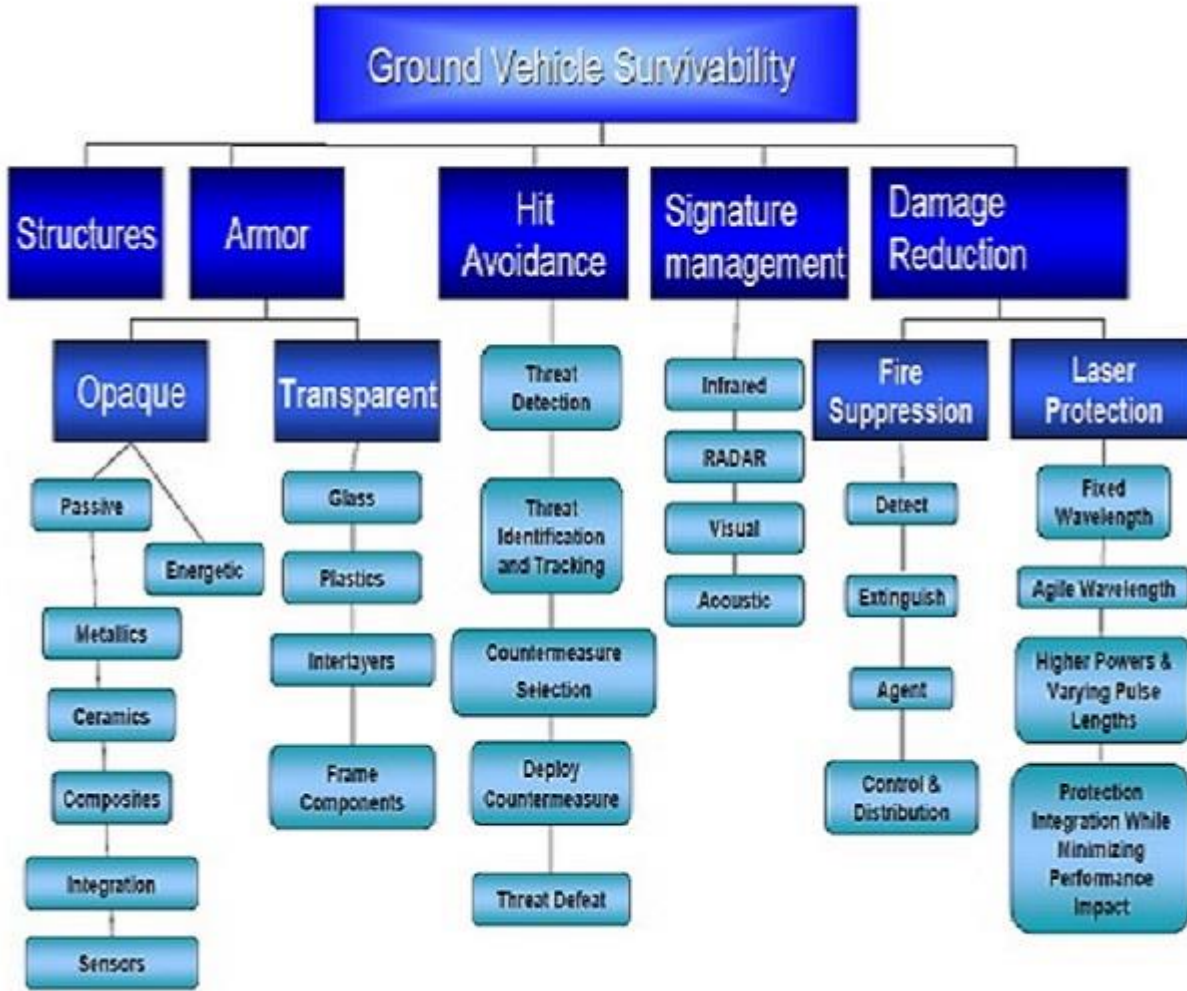 Ground Vehicle Survivability
Structures
Armor
Hit
Avoidance
Signature
management
Damage
Reduction
Opaque
Transparent
Fire
Suppression
Laser
Protection
Passive
Energetic
Metallics
Ceramics
Composites
Integration
Sensors
Glass
Plastics
Interlayers
Frame
Components
Threat
Detection
Threat
Identification
and Tracking
Countermeasure
Selection
Deploy
Countermeasure
Threat Defeat
Infrared
RADAR
Visual
Acoustic
Detect
Extinguish
Agent
Control &
Distribution
Fixed
Wavelength
Agile Wavelength
Higher Powers &
Varying Pulse
Lengths
Protection
Integration While
Minimizing
Performance
Impact